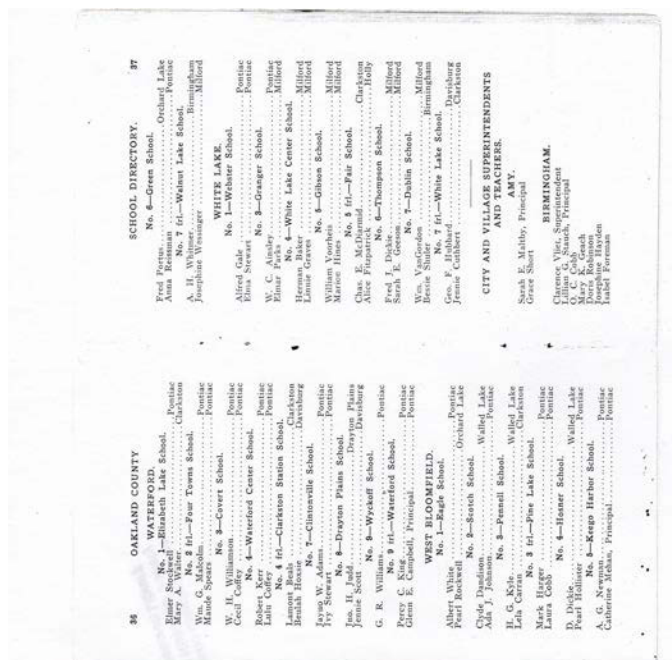 36 OAKLAND COUNTY
WATERFORD.
No. 1—Elizabeth Lake School.
Elmer Stockwell..........Pontiac
Mary A. Walter..........Clarkston
No. 2 frl.—Four Towns School.
Wm. G. Malcolm..........Pontiac
Maude Spears..........Pontiac
No. 3—Covert School.
W. H. Williamson..........Pontiac
Cecil Cotter..........Pontiac
No. 4—Waterford Center School.
Robert Kerr..........Pontiac
Lulu Coffey..........Pontiac
No. 4 frl.—Clarkston Station School.
Lamont Beals..........Clarkston
Beulah Hoxsie..........Davisburg
No. 7—Clintonville School.
W. Adams..........Pontiac
Ivy Stewart..........Pontiac
No. 8—Drayton Plains School.
Jno. H. Judd..........Drayton Plains
Jennie Scott..........Davisburg
No. 9—Wyckoff School.
G. R. Williams..........Pontiac
No. 9 frl.—Waterford School.
Percy C. King..........Pontiac
Glenn E. Campbell, Principal..........Pontiac
WEST BLOOMFIELD.
No. 1—Eagle School.
Albert White..........Pontiac
Pearl Rockwell..........Orchard Lake
No. 2—Scotch School.
Clyde Dandison..........Walled Lake
Ada J. Johnson..........Pontiac
No. 3—Pennell School.
H. G. Kyle..........Walled Lake
Lela Carran..........Clarkston
No. 3 frl.—Pine Lake School.
Mark Harger..........Pontiac
Laura Cobb..........Pontiac
No. 4—Hosner School.
D. Dickie..........Walled Lake
Pearl Hollister..........Pontiac
No. 5—Keego Harbor School.
A. G. Newman..........Pontiac
Catherine Mehan, Principal..........Pontiac
SCHOOL DIRECTORY. 37
No. 6—Green School.
Fred Portus..........Orchard Lake
Anna Reissman..........Pontiac
No. 7 frl.—Walnut Lake School.
A. H. Whitmer..........Birmingham
Josephine Wessinger..........Milford
WHITE LAKE.
No. 1—Webster School.
Alfred Gale..........Pontiac
Elma Stewart..........Pontiac
No. 3—Granger School.
W. C. Ainsley..........Pontiac
Elmar Parks..........Milford
No. 4—White Lake Center School.
Herman Baker..........Milford
Linnie Graves..........Milford
No. 5—Gibson School.
William Voorheis..........Milford
Marion Hines..........Milford
No. 5 frl.—Fair School.
Chas. E. McDiarmid..........Clarkston
Alice Fitzpatrick..........Holly
No. 6—Thompson School.
Fred J. Dickie..........Milford
Sarah E. Geeson..........Milford
No. 7—Dublin School.
Wm. VanGordon..........Milford
Bessie Shuler..........Birmingham
No. 7 frl.—White Lake School.
Geo. F. Hubbard..........Davisburg
Jennie Cuthbert..........Clarkston
CITY AND VILLAGE SUPERINTENDENTS
AND TEACHERS.
AMY.
Sarah E. Maltby, Principal
Grace Short
BIRMINGHAM.
Clarence Vliet, Superintendent
Lillian G. Stauch, Principal
O. C. Cobb
Mary K. Geach
Doris Robinson
Josephine Hayden
Isabel Foreman